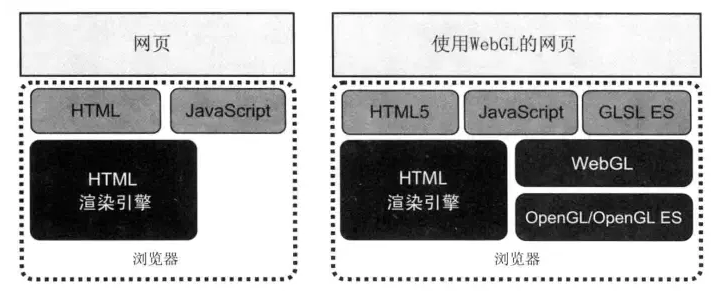 网页
HTML
JavaScript
HTML
渲染引擎
浏览器
使用WebGL的网页
HTML5
JavaScript
GLSL ES
HTML
渲染引擎
WebGL
OpenGL/OpenGL ES
浏览器